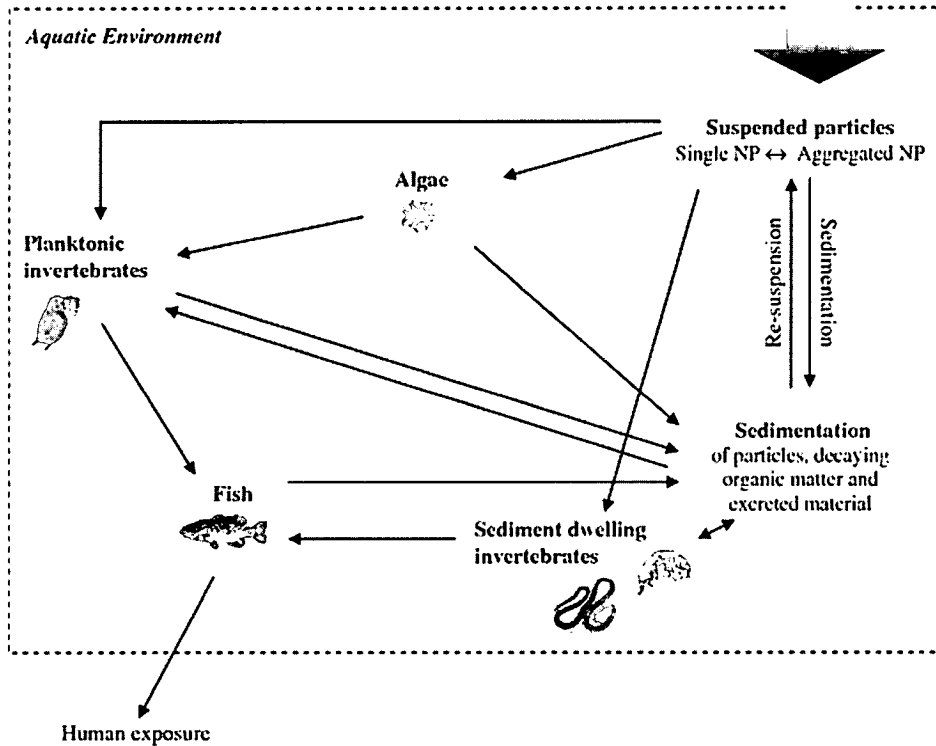 Aquatic Environment
Suspended particles
Single NP ↔ Aggregated NP
Algae
Planktonic
invertebrates
Re-suspension
Sedimentation
Sedimentation
of particles, decaying
organic matter and
excreted material
Fish
Sediment dwelling
invertebrates
Human exposure